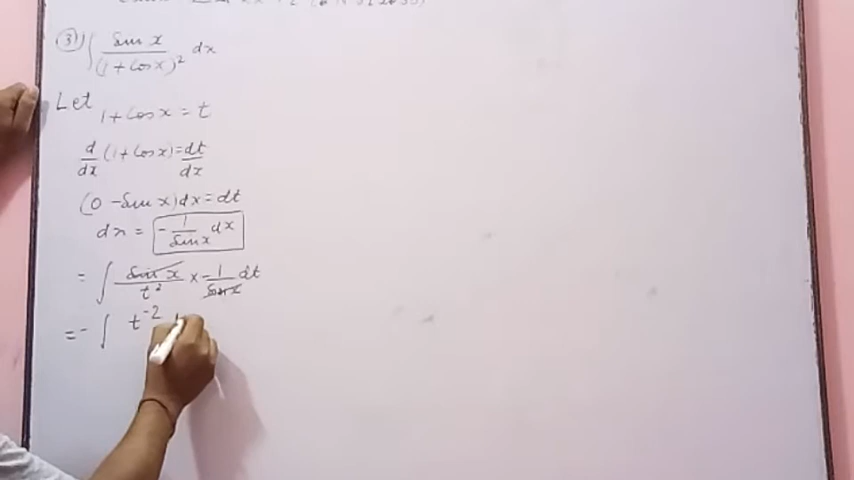 ③ ∫ sin x / (1 + Cos x)² dx
Let 1 + Cos x = t
d/dx (1 + Cos x) = dt/dx
(0 - Sin x) dx = dt
dx = - 1/Sin x dx
= ∫ Sin x / t² × - 1/Sin x dt
= - ∫ t⁻²